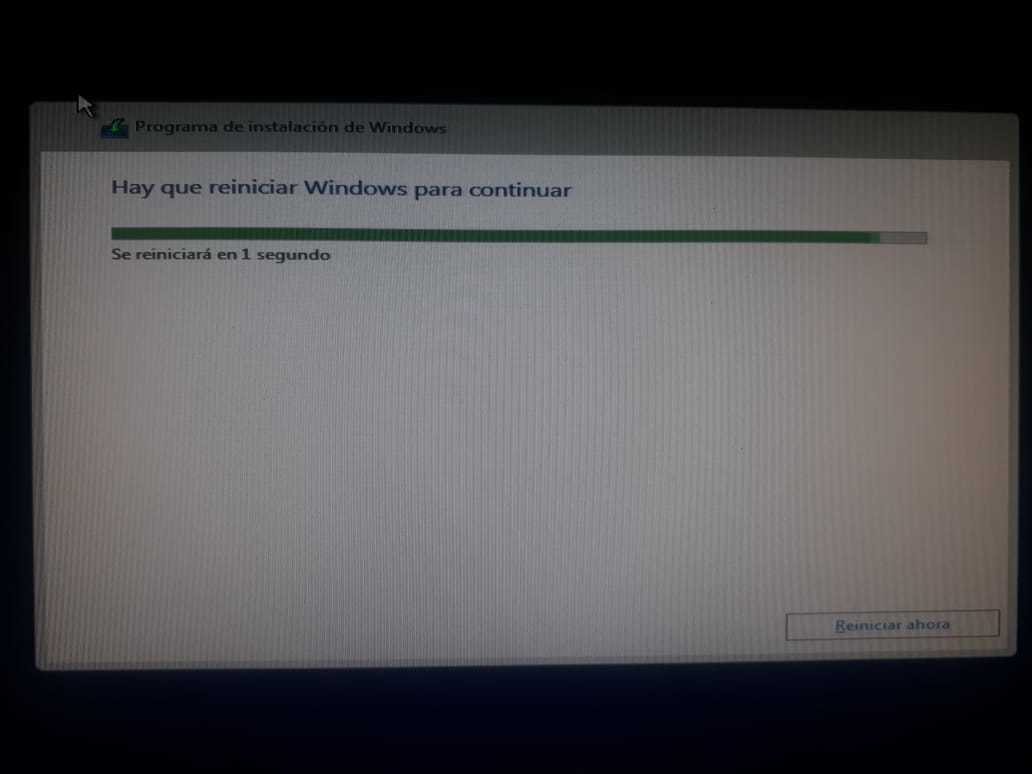 Programa de instalación de Windows
Hay que reiniciar Windows para continuar
Se reiniciará en 1 segundo
Reiniciar ahora